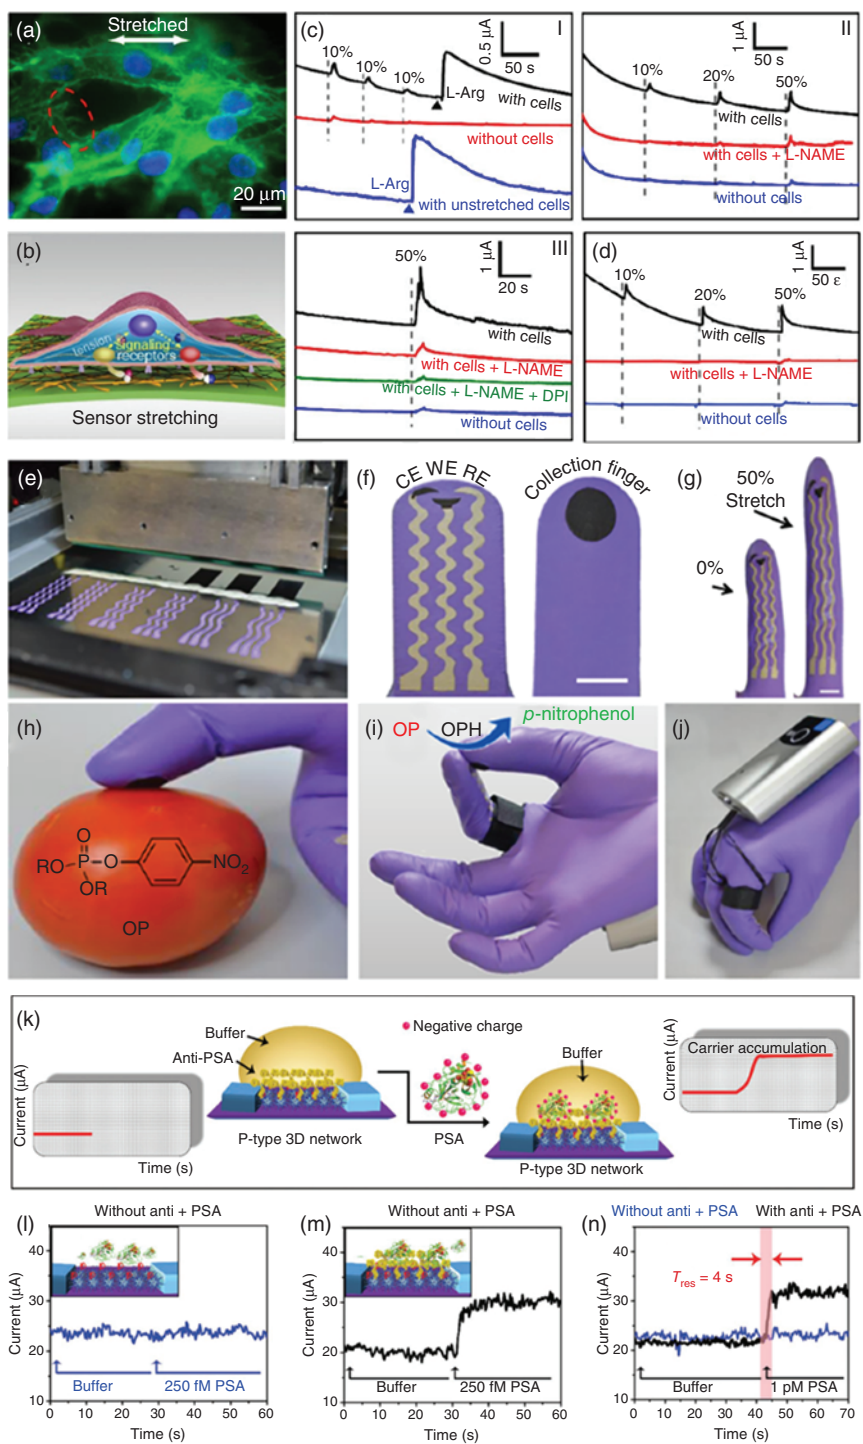 (a)
Stretched
20 μm
(b)
tension
signaling
receptors
Sensor stretching
(c)
I
0.5 μA
50 s
10%
10%
10%
L-Arg
with cells
without cells
L-Arg
with unstretched cells
II
1 μA
50 s
10%
20%
50%
with cells
with cells + L-NAME
without cells
III
1 μA
20 s
50%
with cells
with cells + L-NAME
with cells + L-NAME + DPI
without cells
(d)
1 μA
50 ε
10%
20%
50%
with cells
with cells + L-NAME
without cells
(e)
(f)
CE WE RE
Collection finger
(g)
50%
Stretch
0%
(h)
O
RO P O NO2
OR
OP
(i)
OP
OPH
p-nitrophenol
(j)
(k)
Current (μA)
Time (s)
Buffer
Anti-PSA
P-type 3D network
Negative charge
PSA
Buffer
P-type 3D network
Current (μA)
Carrier accumulation
Time (s)
(l)
Without anti + PSA
Current (μA)
40
30
20
10
Buffer
250 fM PSA
0 10 20 30 40 50 60
Time (s)
(m)
Without anti + PSA
Current (μA)
40
30
20
10
Buffer
250 fM PSA
0 10 20 30 40 50 60
Time (s)
(n)
Without anti + PSA
With anti + PSA
Current (μA)
40
30
20
10
Tres = 4 s
Buffer
1 pM PSA
0 10 20 30 40 50 60 70
Time (s)